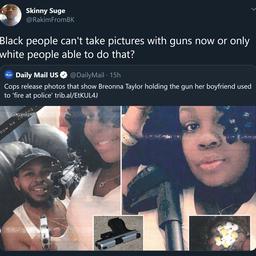 Skinny Suge
@RakimFromBK
Black people can't take pictures with guns now or only
white people able to do that?
Daily Mail US @DailyMail · 15h
Cops release photos that show Breonna Taylor holding the gun her boyfriend used
to 'fire at police' trib.al/EtKUL4J